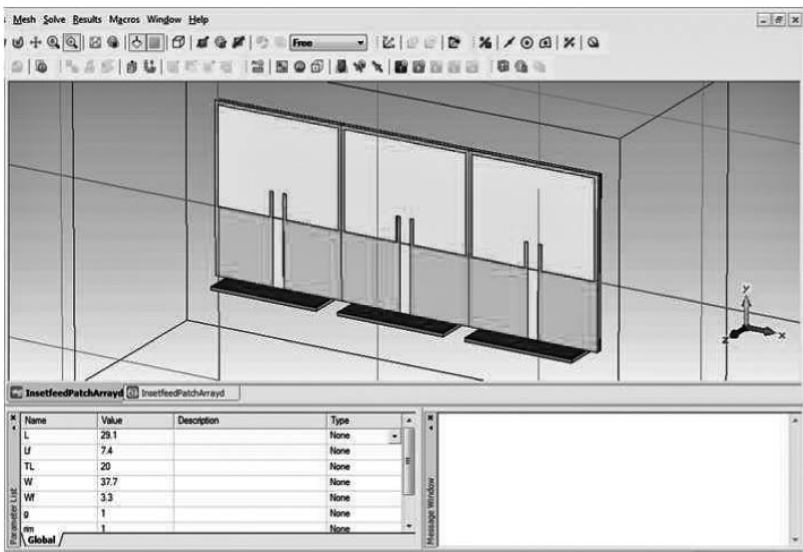 Mesh Solve Results Macros Window Help
Free
y
x
z
InsetfeedPatchArrayd InsetfeedPatchArrayd
Name Value Description Type
L 29.1 None
Lf 7.4 None
TL 20 None
W 37.7 None
Wf 3.3 None
g 1 None
1 None
Global
Parameter List
Message Window